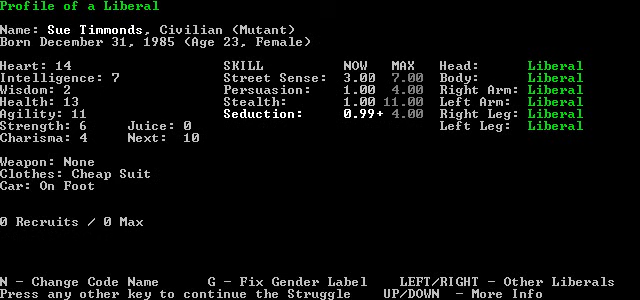 Profile of a Liberal
Name: Sue Timmonds, Civilian (Mutant)
Born December 31, 1985 (Age 23, Female)
Heart: 14 SKILL NOW MAX Head: Liberal
Intelligence: 7 Street Sense: 3.00 7.00 Body: Liberal
Wisdom: 2 Persuasion: 1.00 4.00 Right Arm: Liberal
Health: 13 Stealth: 1.00 11.00 Left Arm: Liberal
Agility: 11 Seduction: 0.99+ 4.00 Right Leg: Liberal
Strength: 6 Juice: 0 Left Leg: Liberal
Charisma: 4 Next: 10
Weapon: None
Clothes: Cheap Suit
Car: On Foot
0 Recruits / 0 Max
N - Change Code Name G - Fix Gender Label LEFT/RIGHT - Other Liberals
Press any other key to continue the Struggle UP/DOWN - More Info